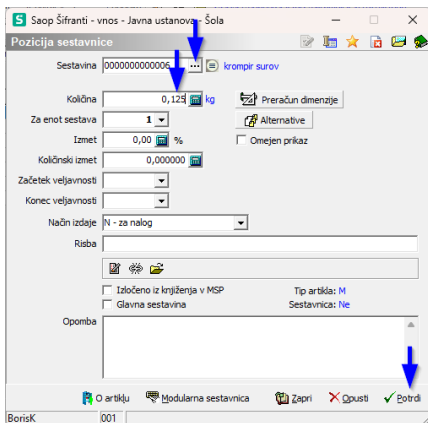 S Saop Šifranti - vnos - Javna ustanova - Šola
Pozicija sestavnice
Sestavina 0000000000006 ... krompir surov
Količina 0,125 kg Preračun dimenzije
Za enot sestava 1 Alternative
Izmet 0,00 % Omejen prikaz
Količinski izmet 0,000000
Začetek veljavnosti
Konec veljavnosti
Način izdaje N - za nalog
Risba
Izločeno iz knjiženja v MSP Tip artikla: M
Glavna sestavina Sestavnica: Ne
Opomba
O artiklu Modularna sestavnica Zapri Opusti Potrdi
BorisK 001